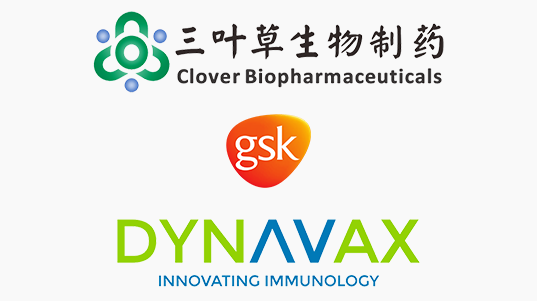 三叶草生物制药
Clover Biopharmaceuticals
gsk
DYNAVAX
INNOVATING IMMUNOLOGY